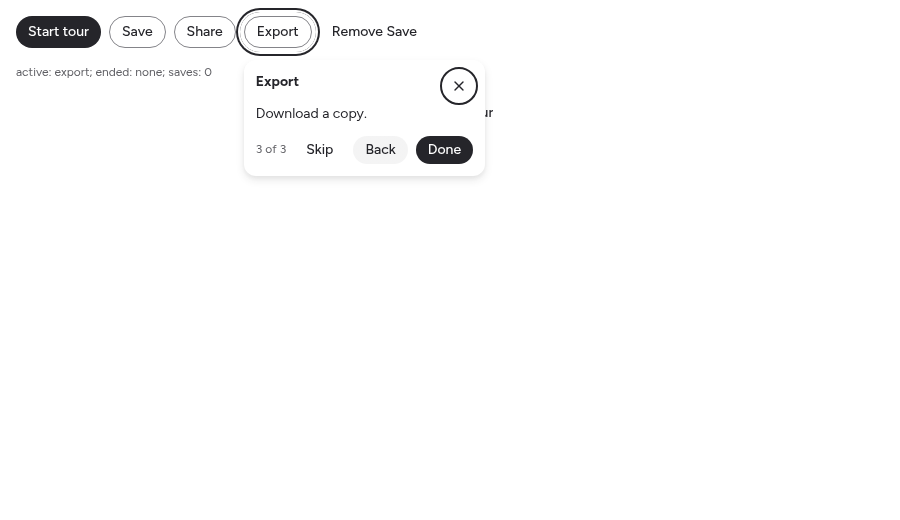 Start tour Save Share Export Remove Save
active: export; ended: none; saves: 0
Export
Download a copy.
3 of 3 Skip Back Done